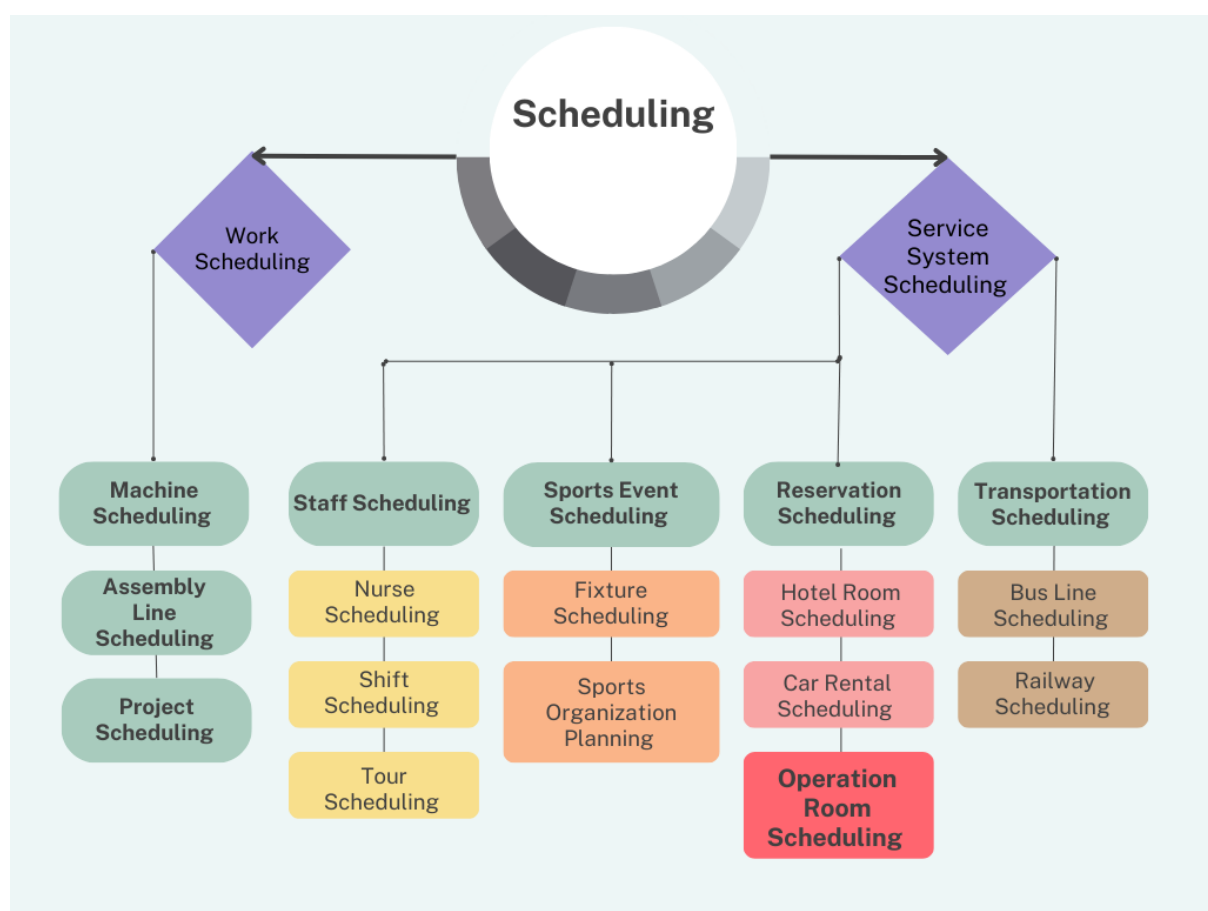 Scheduling
Work
Scheduling
Service
System
Scheduling
Machine
Scheduling
Assembly
Line
Scheduling
Project
Scheduling
Staff Scheduling
Nurse
Scheduling
Shift
Scheduling
Tour
Scheduling
Sports Event
Scheduling
Fixture
Scheduling
Sports
Organization
Planning
Reservation
Scheduling
Hotel Room
Scheduling
Car Rental
Scheduling
Operation
Room
Scheduling
Transportation
Scheduling
Bus Line
Scheduling
Railway
Scheduling